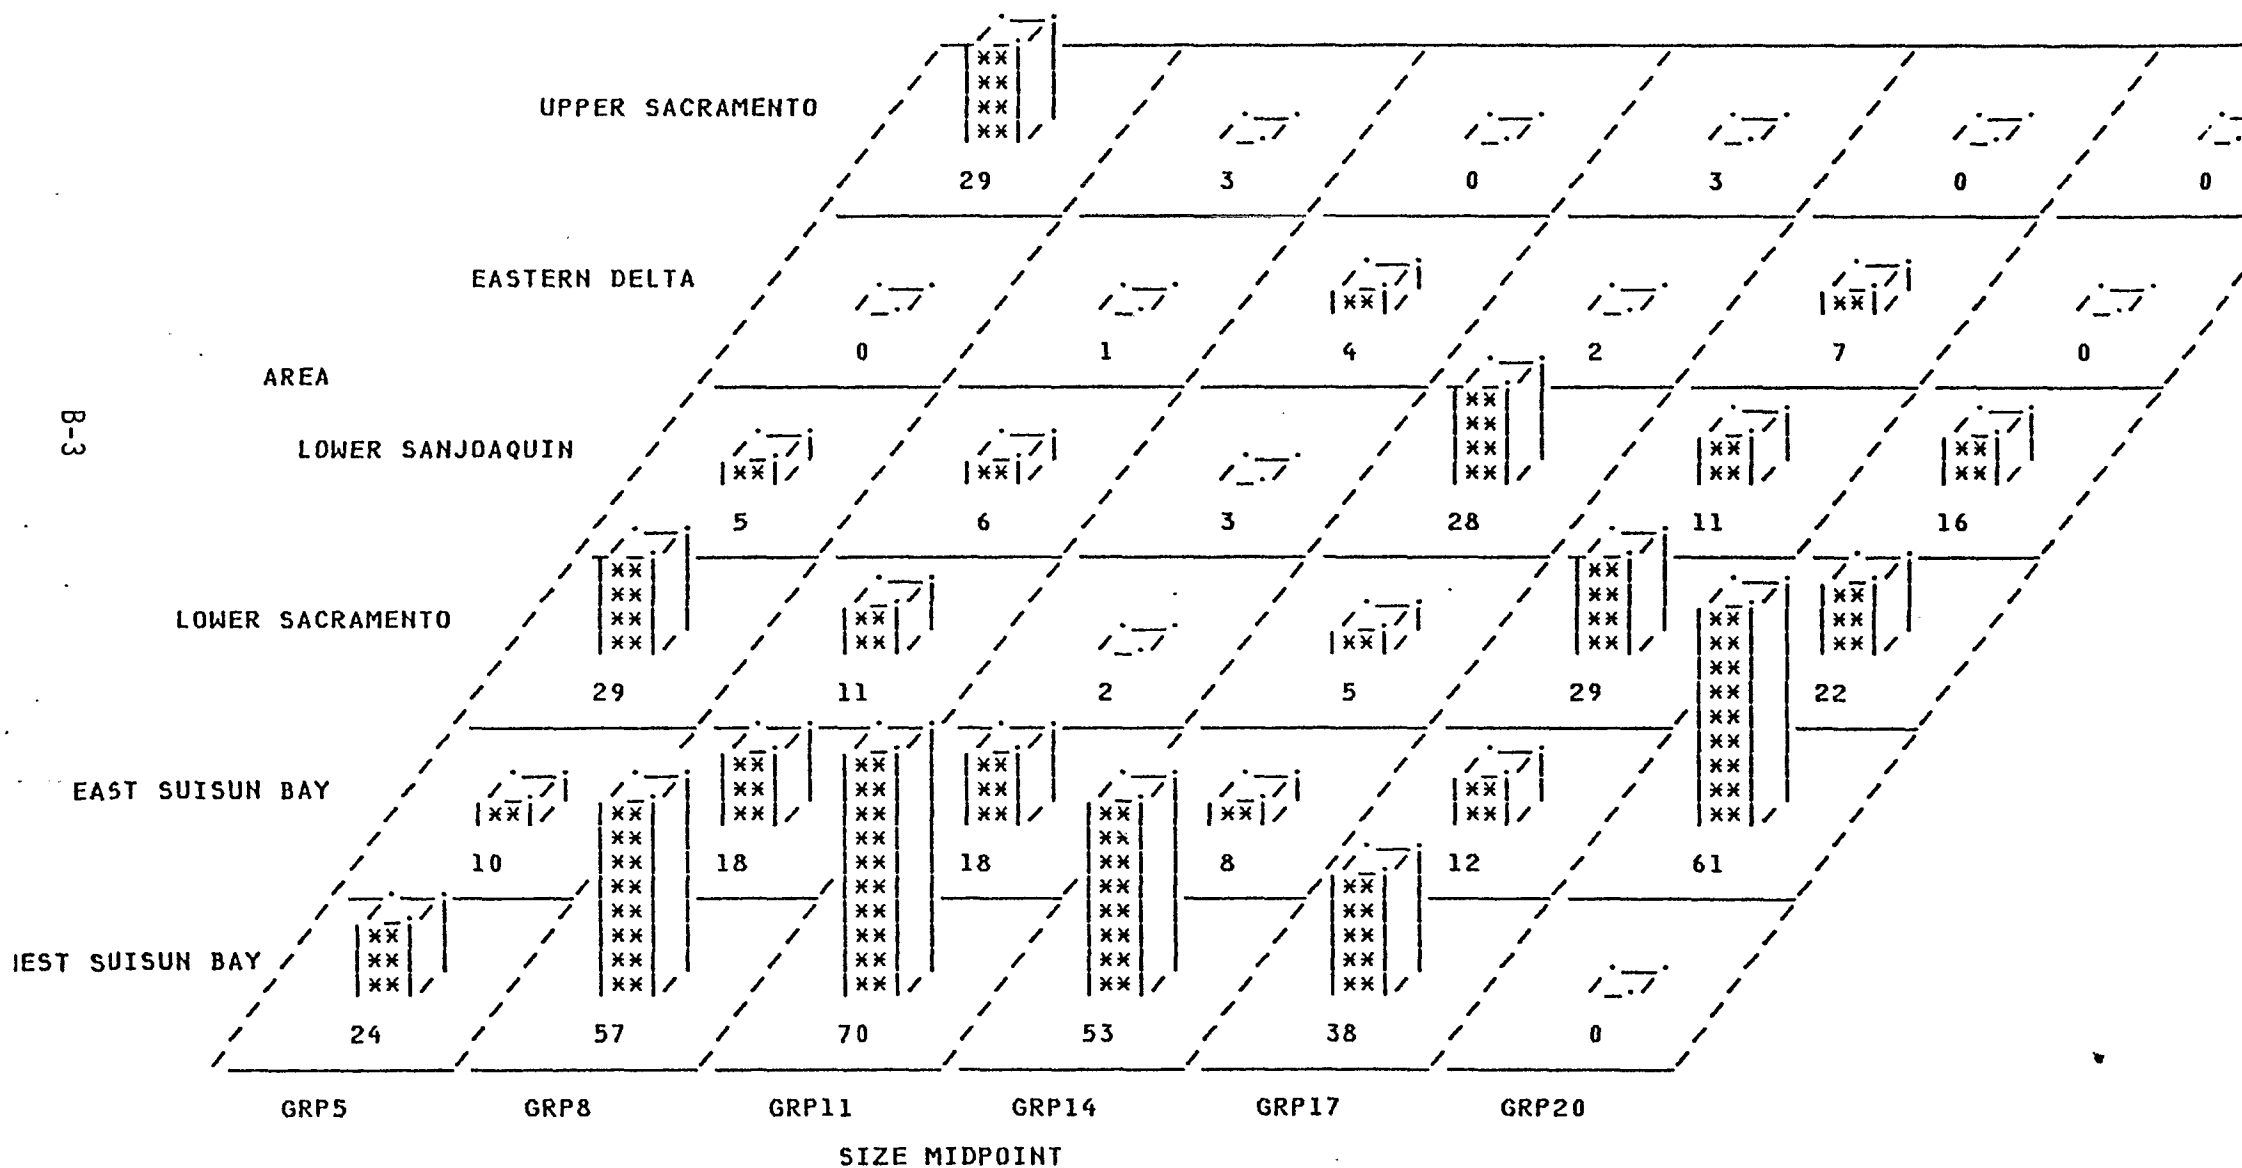 UPPER SACRAMENTO
29 3 0 3 0 0
EASTERN DELTA
0 1 4 2 7 0
AREA
B-3
LOWER SANJOAQUIN
5 6 3 28 11 16
LOWER SACRAMENTO
29 11 2 5 29 22
EAST SUISUN BAY
10 18 18 8 12 61
EST SUISUN BAY
24 57 70 53 38 0
GRP5 GRP8 GRP11 GRP14 GRP17 GRP20
SIZE MIDPOINT